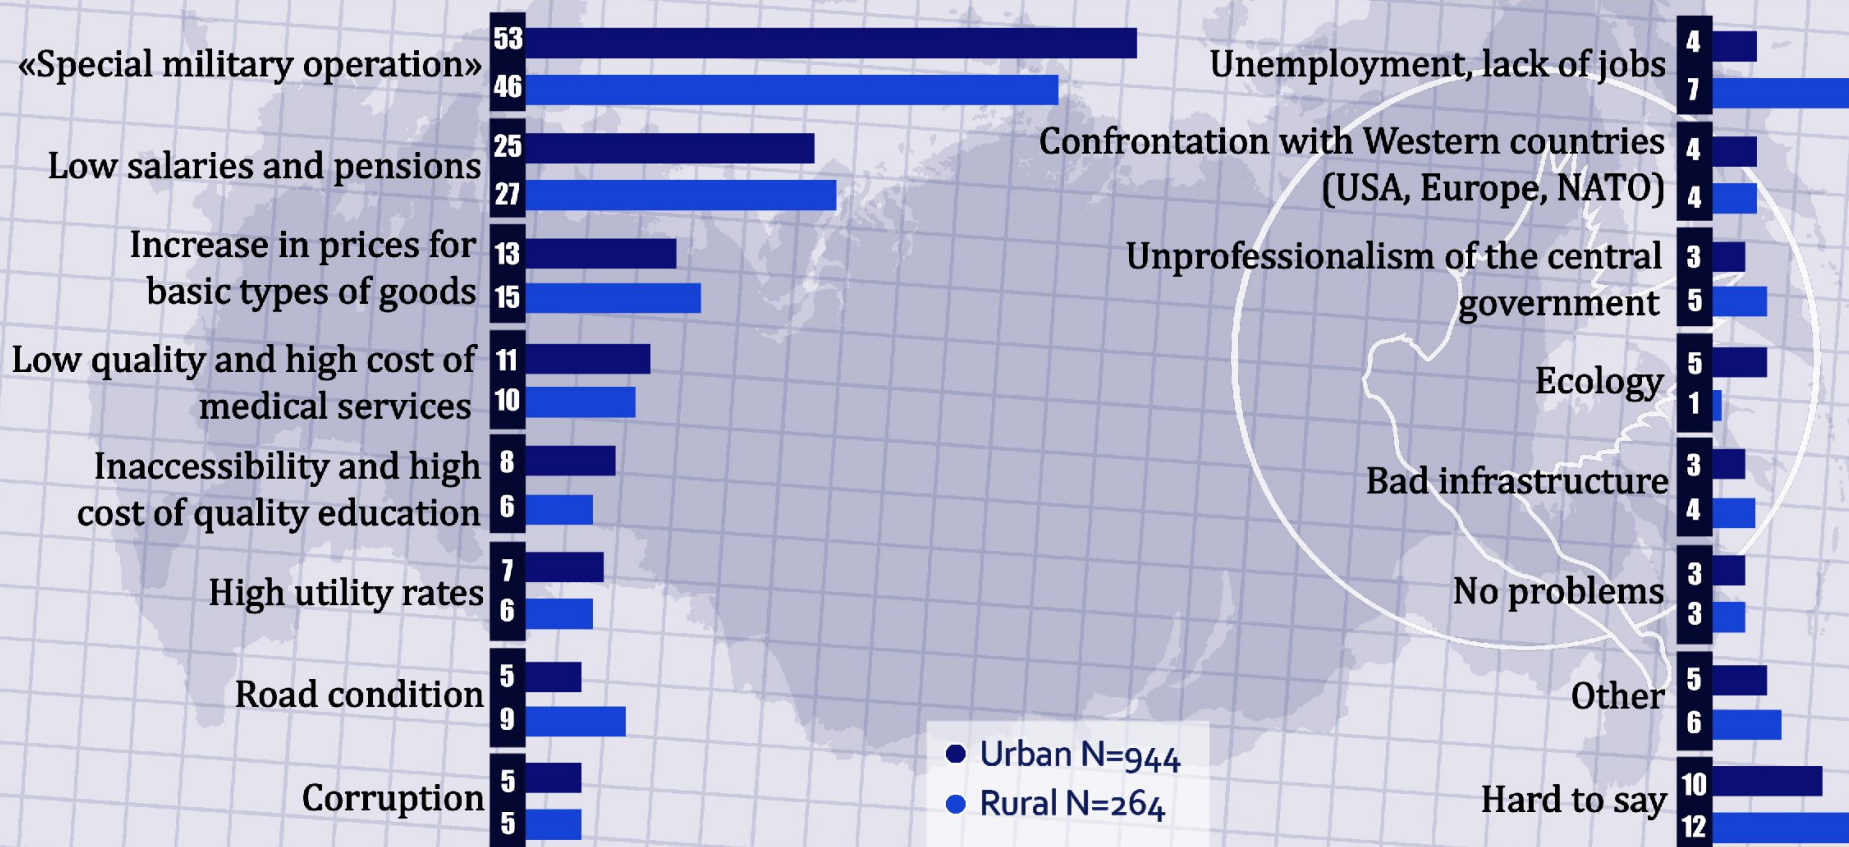 «Special military operation»
53
46
Low salaries and pensions
25
27
Increase in prices for
basic types of goods
13
15
Low quality and high cost of
medical services
11
10
Inaccessibility and high
cost of quality education
8
6
High utility rates
7
6
Road condition
5
9
Corruption
5
5
Unemployment, lack of jobs
4
7
Confrontation with Western countries
(USA, Europe, NATO)
4
4
Unprofessionalism of the central
government
3
5
Ecology
5
1
Bad infrastructure
3
4
No problems
3
3
Other
5
6
Hard to say
10
12
Urban N=944
Rural N=264